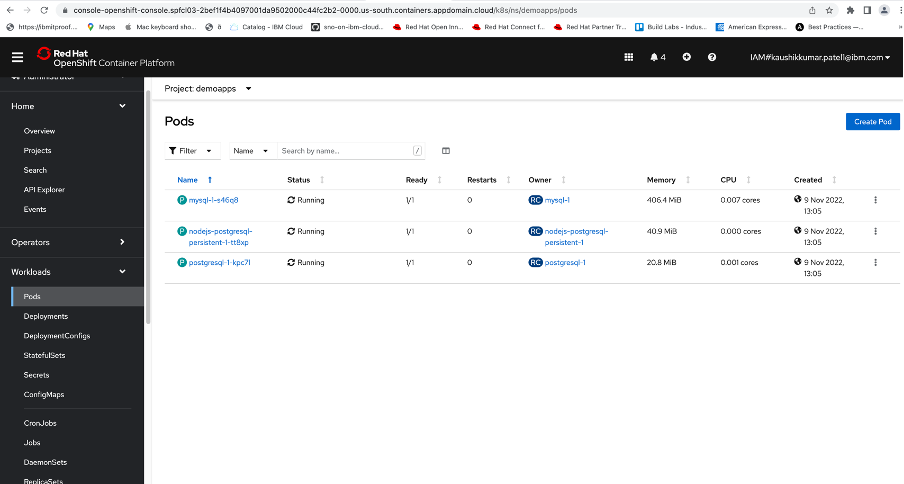 console-openshift-console.spfcl03-2bef1f4b4097001da9502000c44fc2b2-0000.us-south.containers.appdomain.cloud/k8s/ns/demoapps/pods
https://ibmitproof.... Maps Mac keyboard sho... ð Catalog - IBM Cloud sno-on-ibm-cloud... Red Hat Open Inn... Red Hat Connect f... Red Hat Partner Tr... Build Labs - Indus... American Express... Best Practices —... »
Red Hat
OpenShift Container Platform
4
IAM#kaushikkumar.patel1@ibm.com
Administrator
Project: demoapps
Home
Overview
Projects
Search
API Explorer
Events
Operators
Workloads
Pods
Deployments
DeploymentConfigs
StatefulSets
Secrets
ConfigMaps
CronJobs
Jobs
DaemonSets
ReplicaSets
Pods
Create Pod
Filter Name Search by name... /
Name Status Ready Restarts Owner Memory CPU Created
P mysql-1-s46q8 Running 1/1 0 RC mysql-1 406.4 MiB 0.007 cores 9 Nov 2022,
13:05
P nodejs-postgresql- Running 1/1 0 RC nodejs-postgresql- 40.9 MiB 0.000 cores 9 Nov 2022,
persistent-1-tt8xp persistent-1 13:05
P postgresql-1-kpc7l Running 1/1 0 RC postgresql-1 20.8 MiB 0.001 cores 9 Nov 2022,
13:05